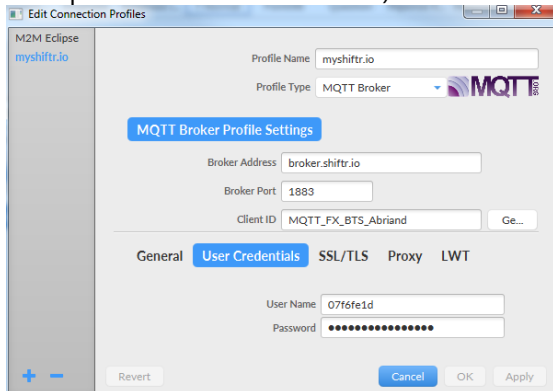 Edit Connection Profiles
M2M Eclipse
myshiftr.io
Profile Name myshiftr.io
Profile Type MQTT Broker MQTT
MQTT Broker Profile Settings
Broker Address broker.shiftr.io
Broker Port 1883
Client ID MQTT_FX_BTS_Abriand Ge...
General User Credentials SSL/TLS Proxy LWT
User Name 07f6fe1d
Password ●●●●●●●●●●●●●●●●
+ − Revert Cancel OK Apply